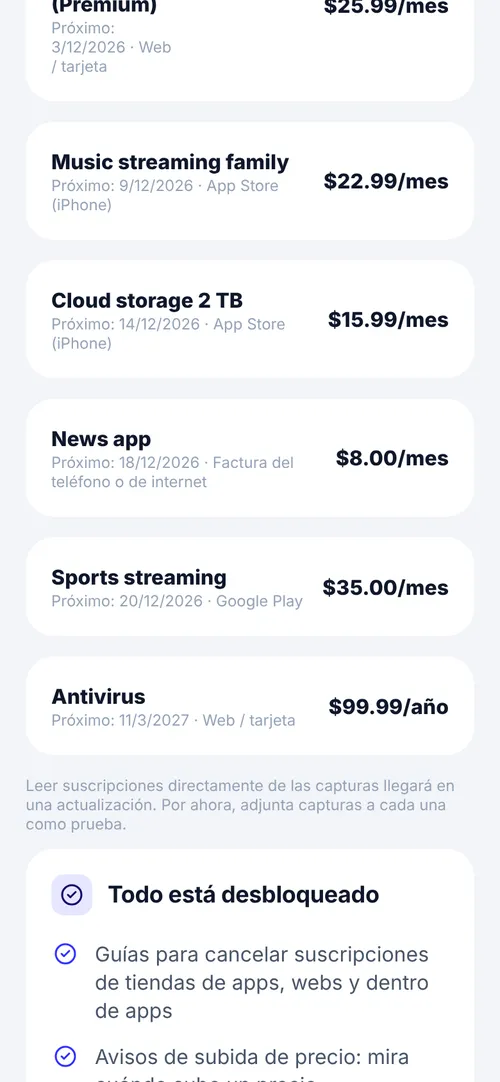 (Premium)
$25.99/mes
Próximo:
3/12/2026 · Web
/ tarjeta
Music streaming family
$22.99/mes
Próximo: 9/12/2026 · App Store
(iPhone)
Cloud storage 2 TB
$15.99/mes
Próximo: 14/12/2026 · App Store
(iPhone)
News app
$8.00/mes
Próximo: 18/12/2026 · Factura del
teléfono o de internet
Sports streaming
$35.00/mes
Próximo: 20/12/2026 · Google Play
Antivirus
$99.99/año
Próximo: 11/3/2027 · Web / tarjeta
Leer suscripciones directamente de las capturas llegará en
una actualización. Por ahora, adjunta capturas a cada una
como prueba.
Todo está desbloqueado
Guías para cancelar suscripciones
de tiendas de apps, webs y dentro
de apps
Avisos de subida de precio: mira
cuándo sube un precio